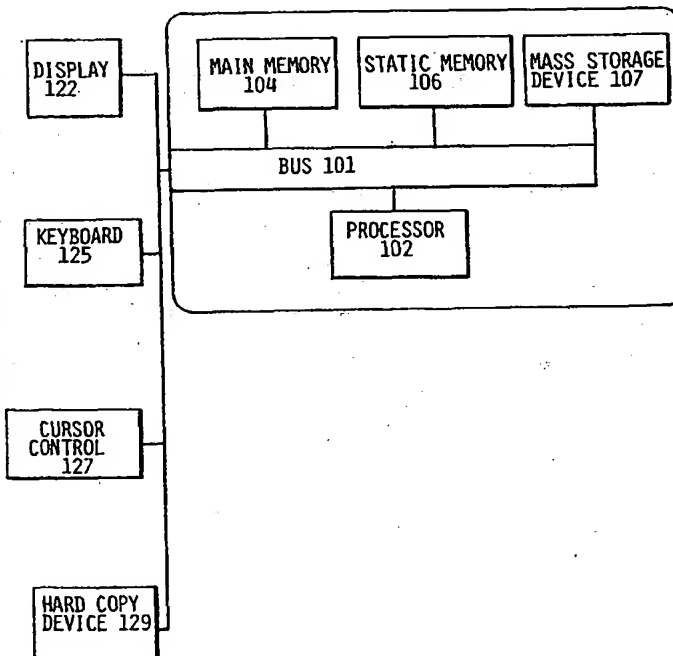 DISPLAY
122
MAIN MEMORY
104
STATIC MEMORY
106
MASS STORAGE
DEVICE 107
BUS 101
KEYBOARD
125
PROCESSOR
102
CURSOR
CONTROL
127
HARD COPY
DEVICE 129